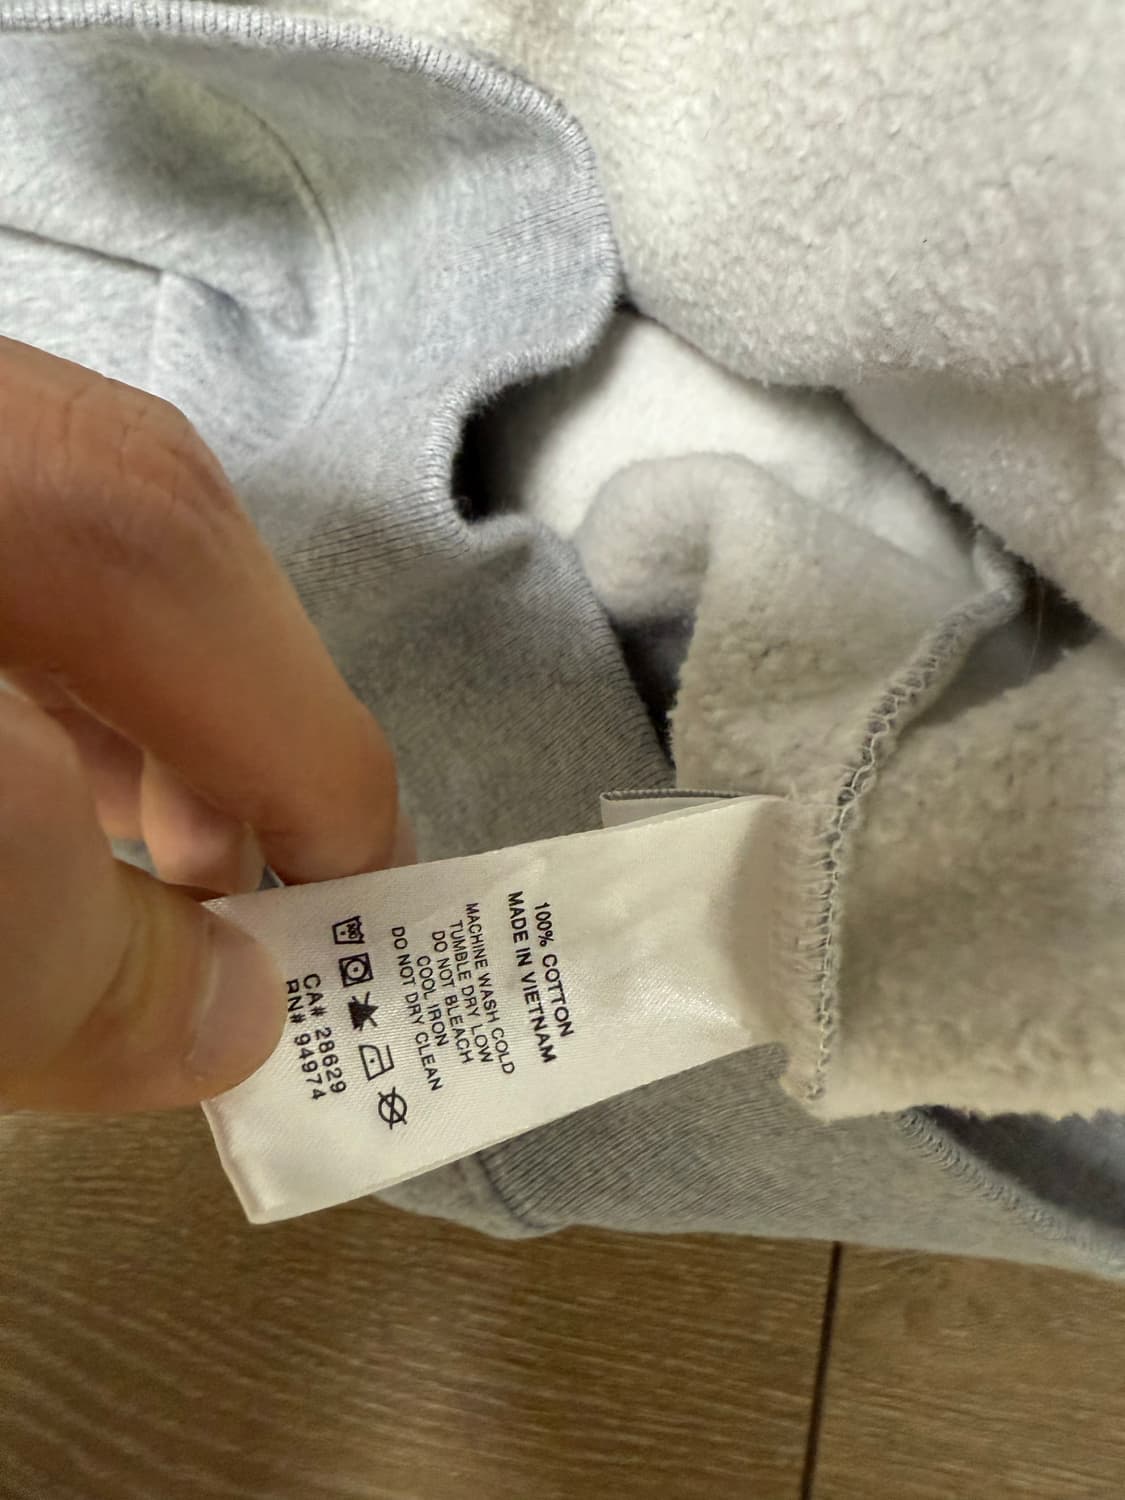 100% COTTON
MADE IN VIETNAM
MACHINE WASH COLD
TUMBLE DRY LOW
DO NOT BLEACH
COOL IRON
DO NOT DRY CLEAN
CA# 28629
RN# 94974